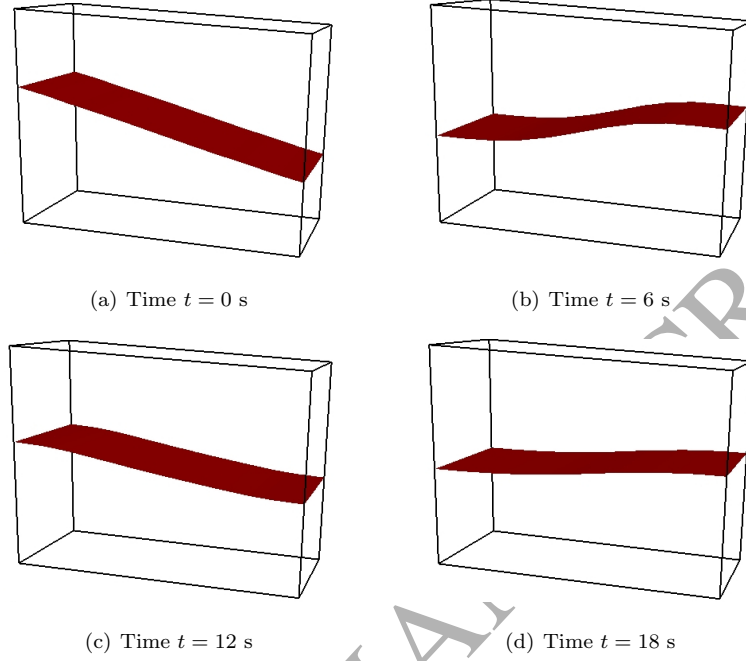 (a) Time t = 0 s
(b) Time t = 6 s
(c) Time t = 12 s
(d) Time t = 18 s